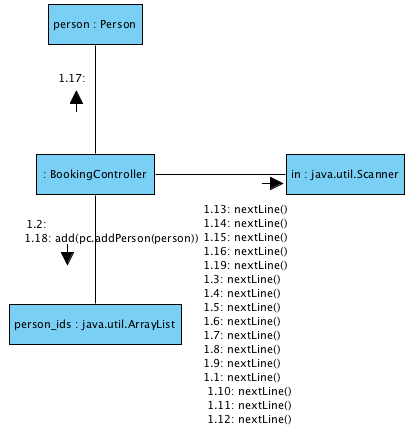 person : Person
1.17:
: BookingController
in : java.util.Scanner
1.2:
1.18: add(pc.addPerson(person))
person_ids : java.util.ArrayList
1.13: nextLine()
1.14: nextLine()
1.15: nextLine()
1.16: nextLine()
1.19: nextLine()
1.3: nextLine()
1.4: nextLine()
1.5: nextLine()
1.6: nextLine()
1.7: nextLine()
1.8: nextLine()
1.9: nextLine()
1.1: nextLine()
1.10: nextLine()
1.11: nextLine()
1.12: nextLine()